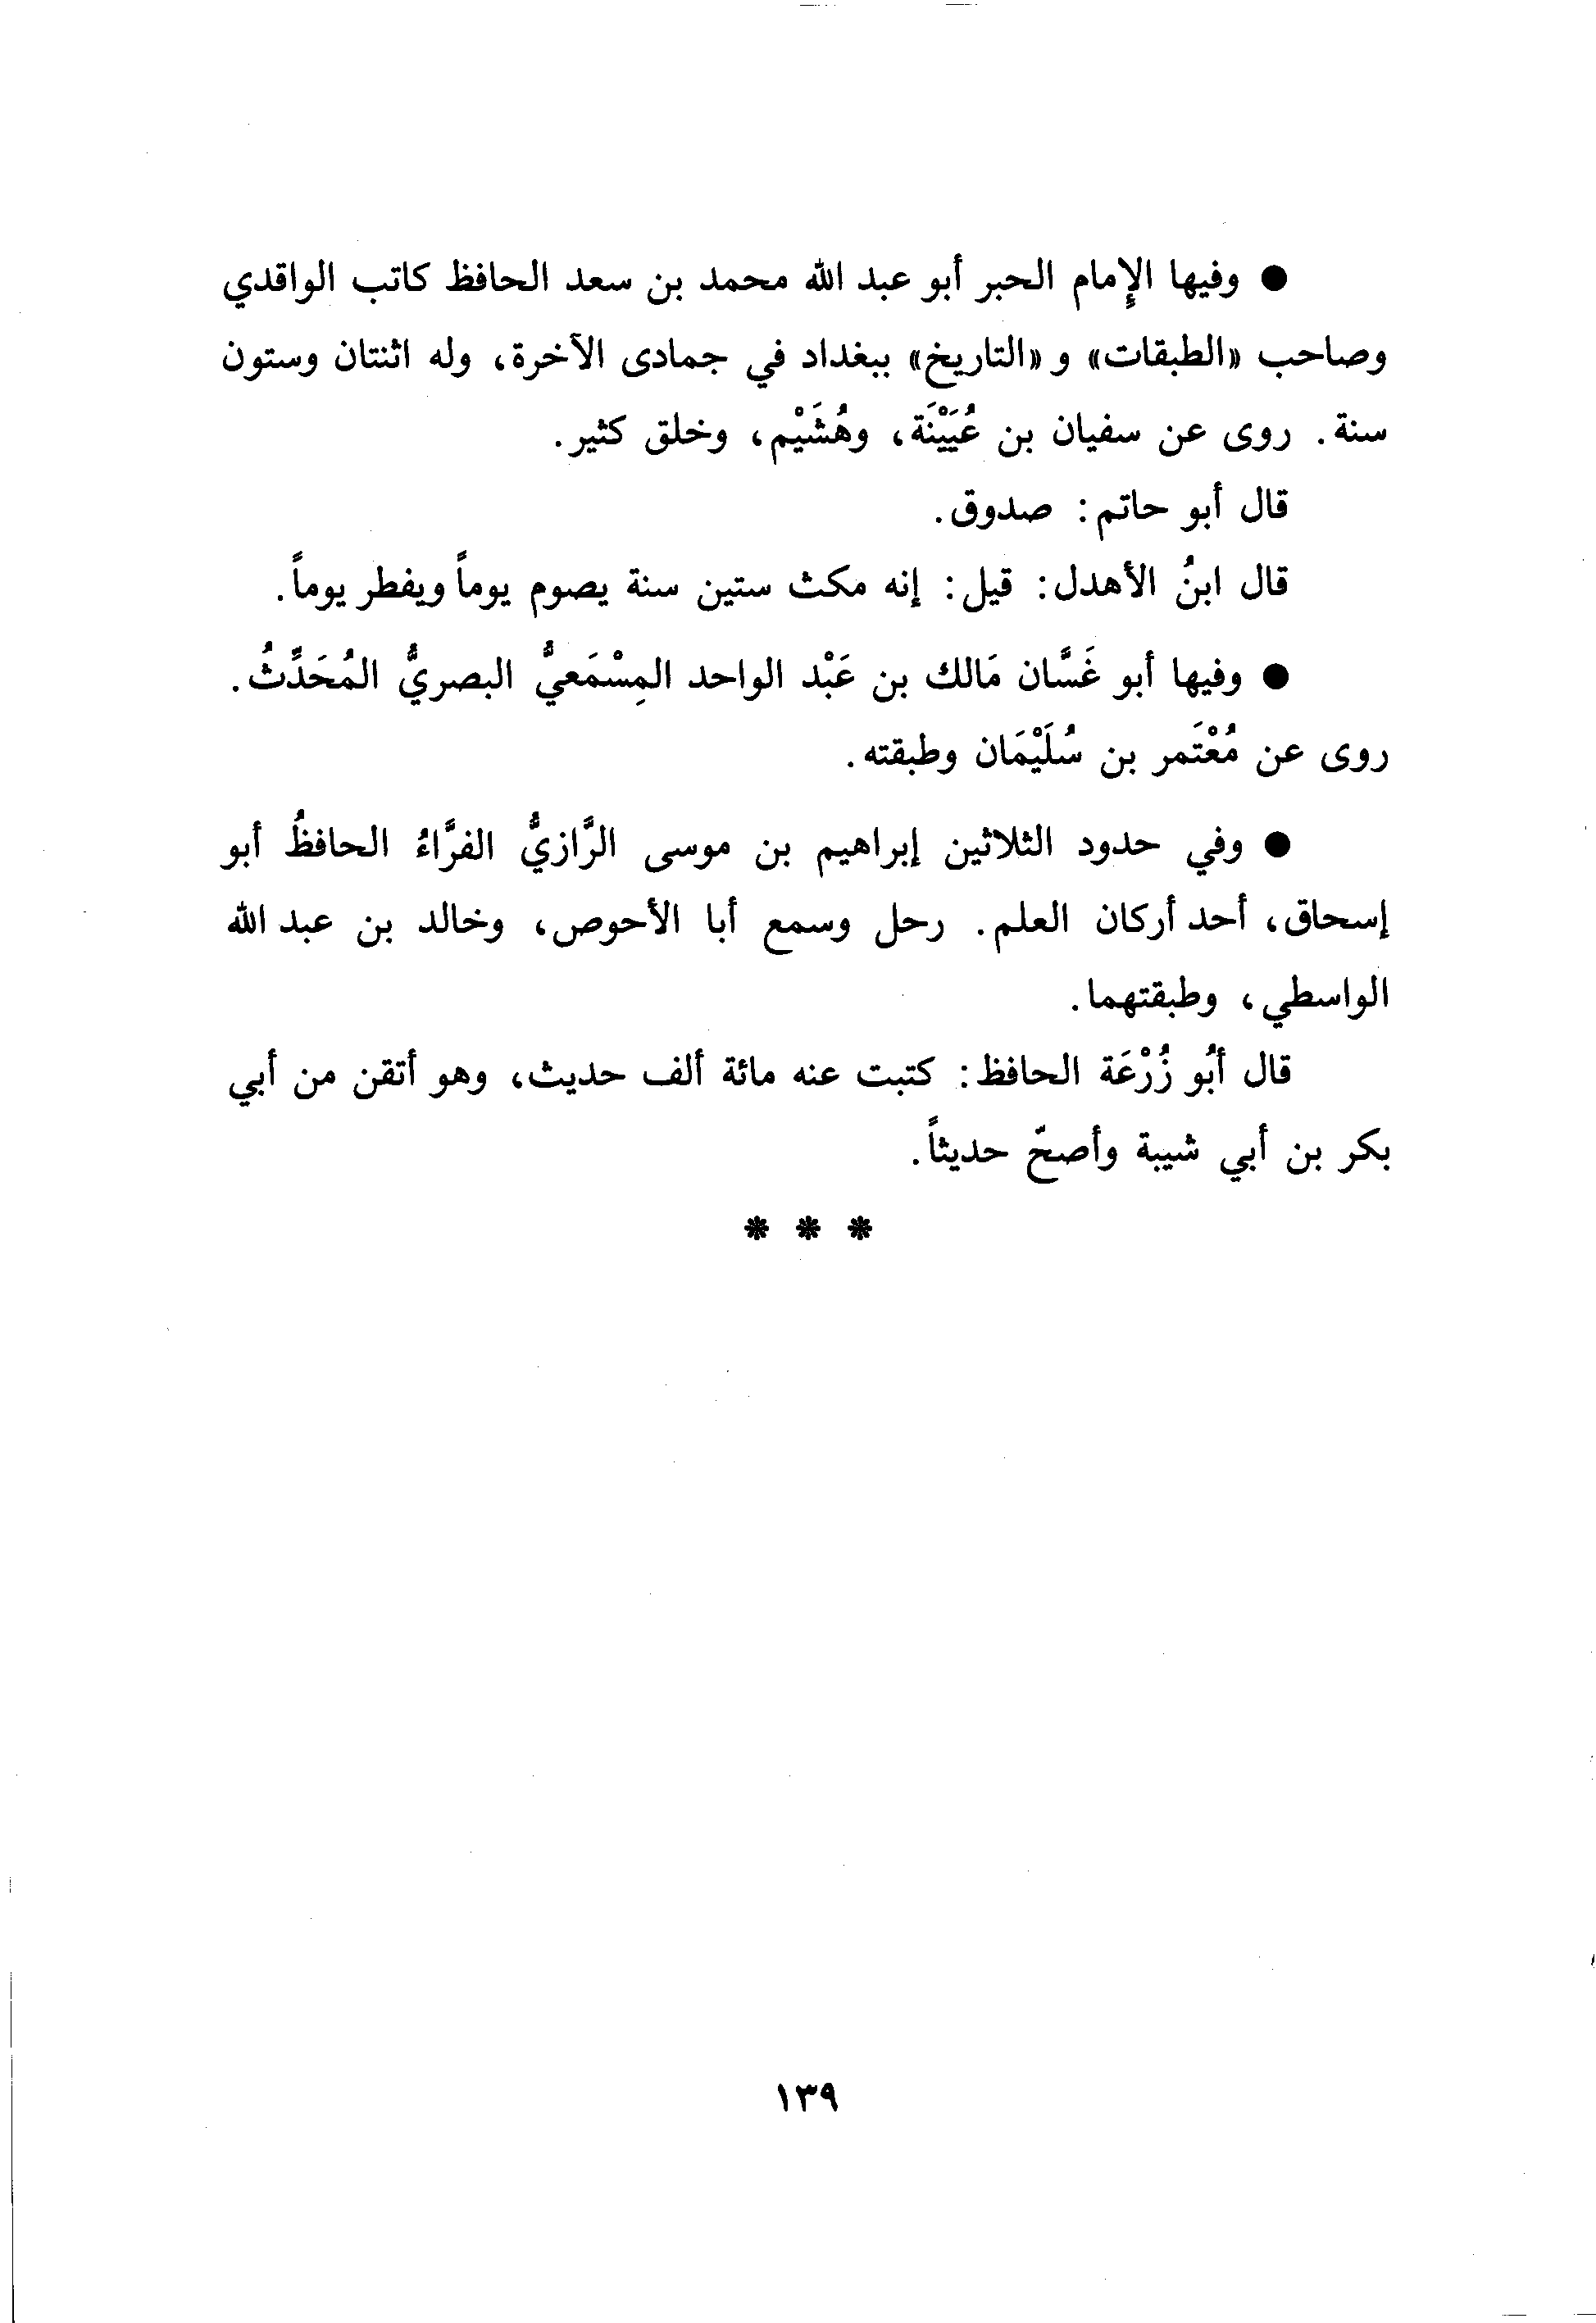 ● وفيها الإِمام الحبر أبو عبد الله محمد بن سعد الحافظ كاتب الواقدي
وصاحب «الطبقات» و «التاريخ» ببغداد في جمادى الآخرة، وله اثنتان وستون
سنة. روى عن سفيان بن عُيَيْنَة، وهُشَيْم، وخلق كثير.
قال أبو حاتم: صدوق.
قال ابنُ الأهدل: قيل: إنه مكث ستين سنة يصوم يوماً ويفطر يوماً.
● وفيها أبو غَسَّان مَالك بن عَبْد الواحد المِسْمَعيُّ البصريُّ المُحَدِّثُ.
روى عن مُعْتَمر بن سُلَيْمَان وطبقته.
● وفي حدود الثلاثين إبراهيم بن موسى الرَّازيُّ الفرَّاءُ الحافظُ أبو
إسحاق، أحد أركان العلم. رحل وسمع أبا الأحوص، وخالد بن عبد الله
الواسطي، وطبقتهما.
قال أبُو زُرْعَة الحافظ: كتبت عنه مائة ألف حديث، وهو أتقن من أبي
بكر بن أبي شيبة وأصحّ حديثاً.
* * *
١٣٩